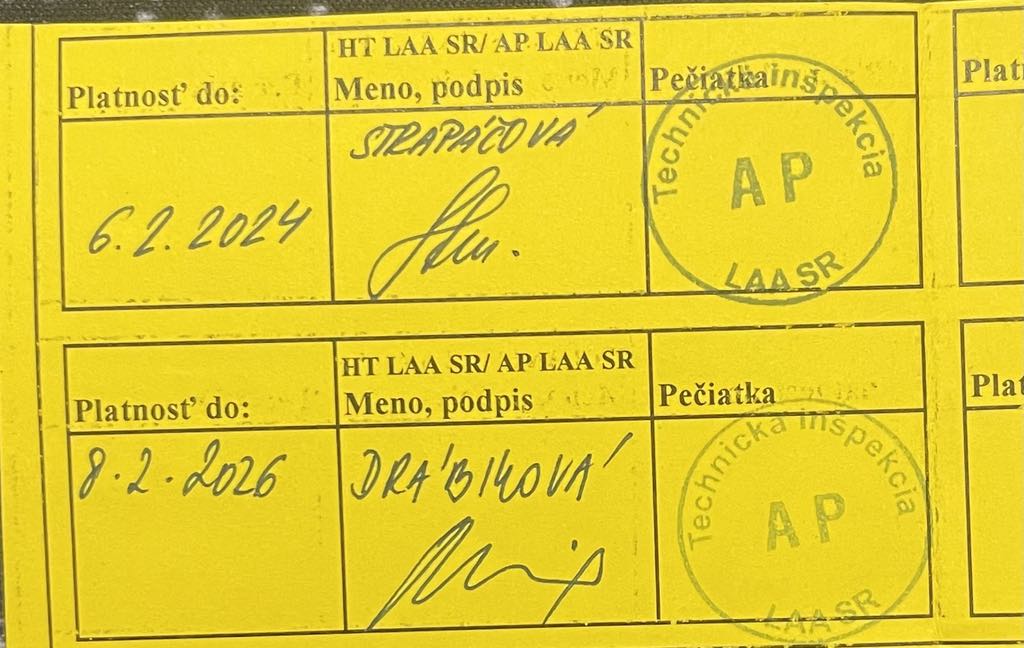 HT LAA SR/ AP LAA SR
Platnosť do: Meno, podpis Pečiatka
STRAPÁČOVÁ
6.2.2024
Technická inšpekcia
AP
LAA SR
HT LAA SR/ AP LAA SR
Platnosť do: Meno, podpis Pečiatka
8.2.2026 DRÁBIKOVÁ
Technická inšpekcia
AP
LAA SR